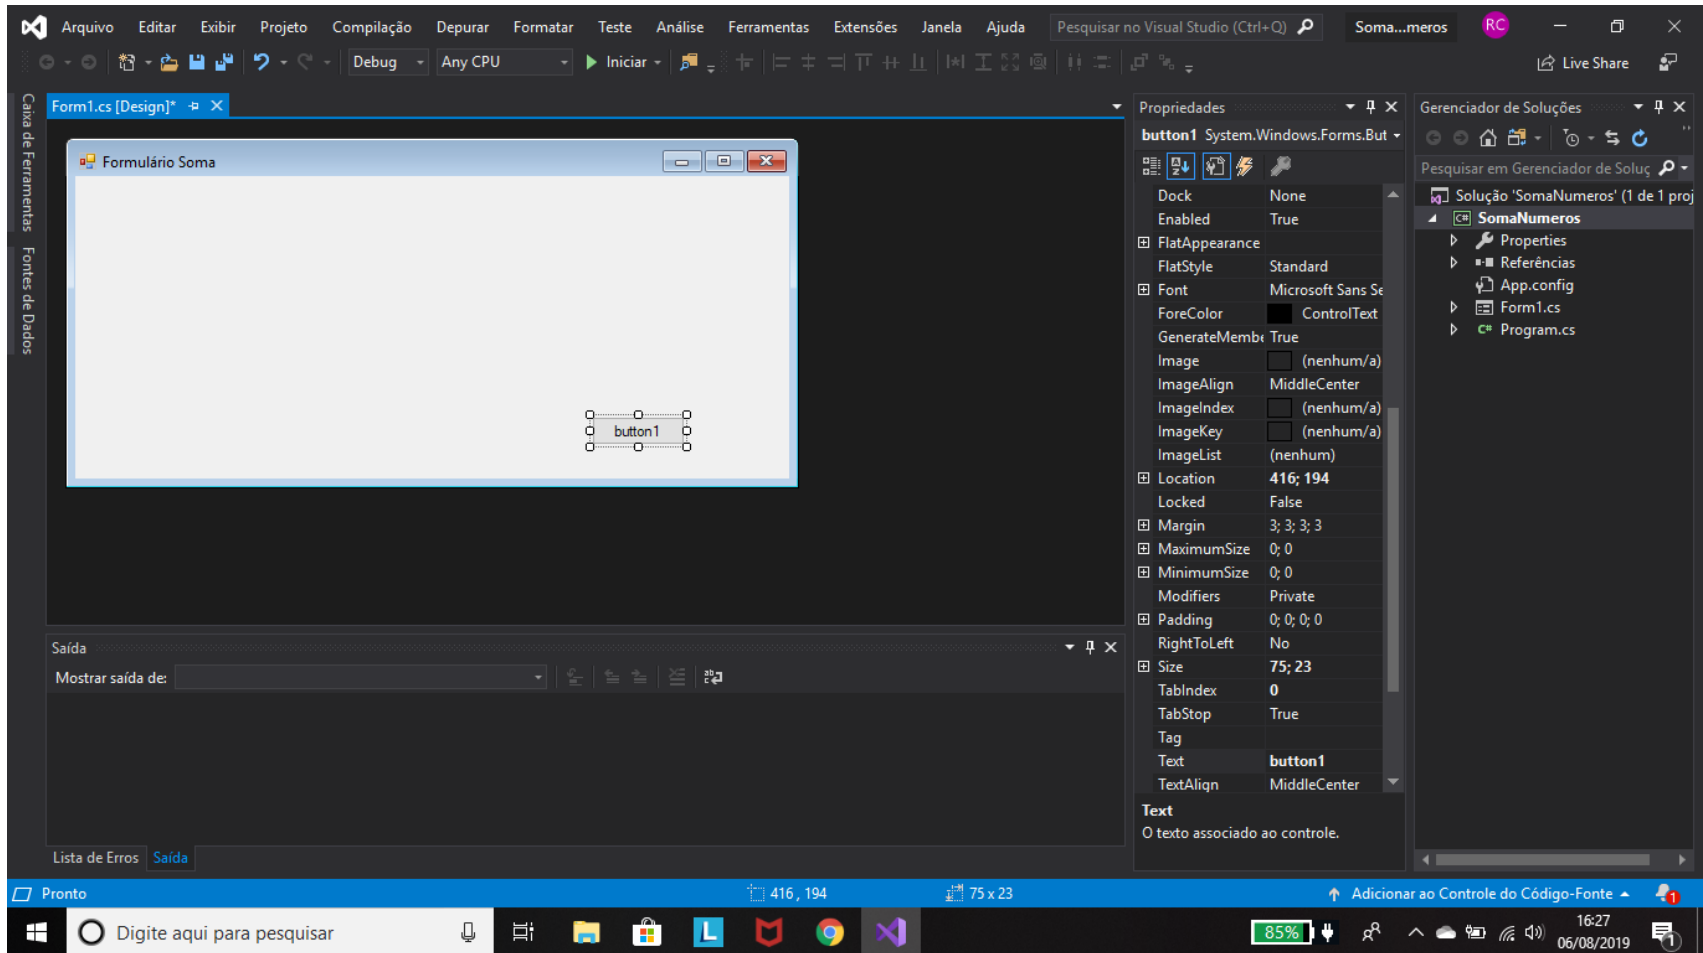 Arquivo Editar Exibir Projeto Compilação Depurar Formatar Teste Análise Ferramentas Extensões Janela Ajuda Pesquisar no Visual Studio (Ctrl+Q) Soma...meros RC
Debug Any CPU Iniciar Live Share
Caixa de Ferramentas
Fontes de Dados
Form1.cs [Design]*
Formulário Soma
button1
Saída
Mostrar saída de:
Lista de Erros Saída
Propriedades
button1 System.Windows.Forms.But
Dock None
Enabled True
FlatAppearance
FlatStyle Standard
Font Microsoft Sans Se
ForeColor ControlText
GenerateMembe True
Image (nenhum/a)
ImageAlign MiddleCenter
ImageIndex (nenhum/a)
ImageKey (nenhum/a)
ImageList (nenhum)
Location 416; 194
Locked False
Margin 3; 3; 3; 3
MaximumSize 0; 0
MinimumSize 0; 0
Modifiers Private
Padding 0; 0; 0; 0
RightToLeft No
Size 75; 23
TabIndex 0
TabStop True
Tag
Text button1
TextAlign MiddleCenter
Text
O texto associado ao controle.
Gerenciador de Soluções
Pesquisar em Gerenciador de Soluç
Solução 'SomaNumeros' (1 de 1 proj
C# SomaNumeros
Properties
Referências
App.config
Form1.cs
C# Program.cs
Pronto 416 , 194 75 x 23 Adicionar ao Controle do Código-Fonte 1
Digite aqui para pesquisar L 85% 16:27
06/08/2019 1